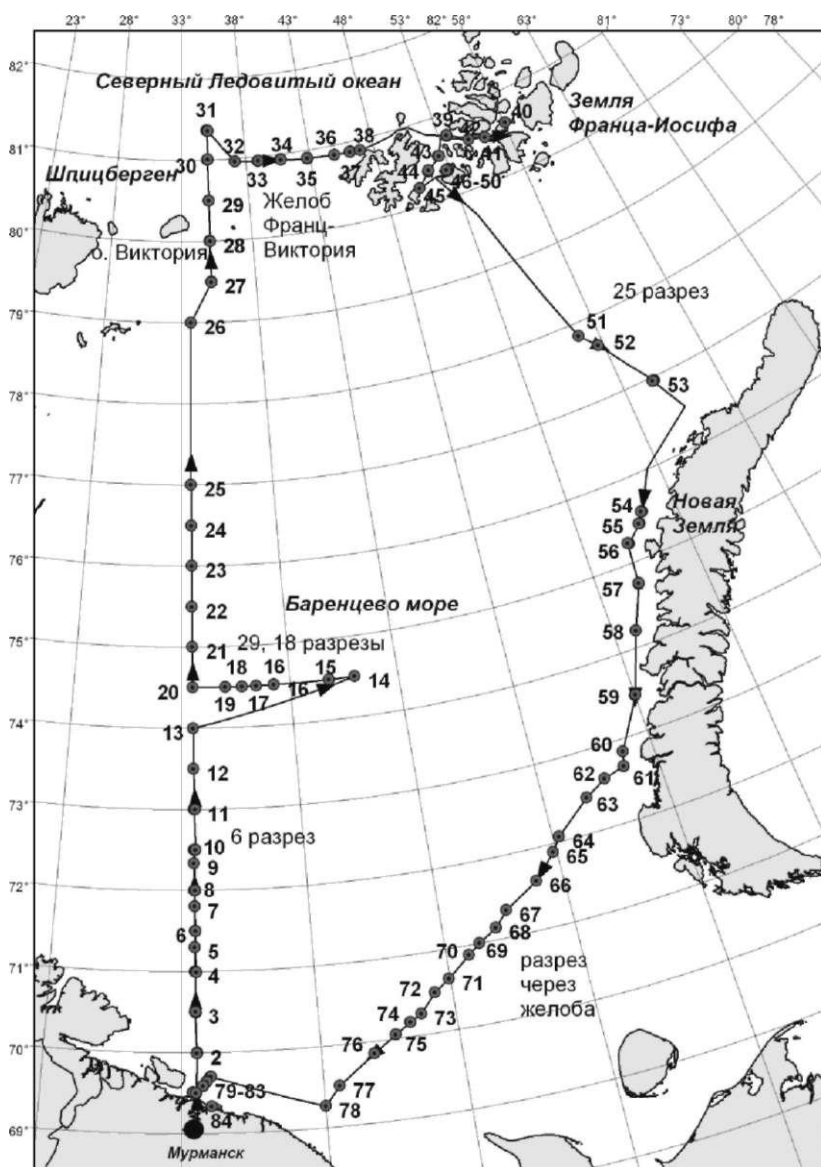 23° 28° 33° 38° 43° 48° 53° 82° 58° 63° 81° 73° 80° 78°
82°
Северный Ледовитый океан
Земля
Франца-Иосифа
31
39 42 40
32 34 36 38
81°
30
33 35 37
43 41
Шпицберген
44 46-50
45
29
Желоб
Франц-
Виктория
28
80°
о. Виктория
27
25 разрез
79°
26
51
52
53
78°
77°
25
54
Новая
Земля
55
24
56
76°
23
57
22
Баренцево море
58
75°
21
29, 18 разрезы
18 16 15
14
20
19 17 16
59
74°
13
60
12
62 61
73°
63
11
6 разрез
64
10
65
9
72°
8
66
7
67
6
68
5
70 69
71°
4
71
разрез
через
желоба
72
3
73
74
75
70°
2
76
79-83
77
78
84
69°
Мурманск